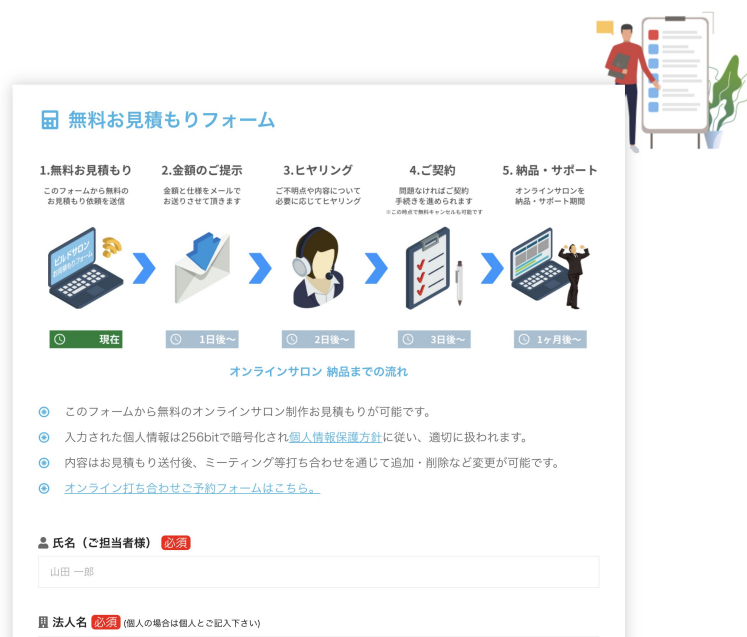 無料お見積もりフォーム
1.無料お見積もり
このフォームから無料の
お見積もり依頼を送信
2.金額のご提示
金額と仕様をメールで
お送りさせて頂きます
3.ヒヤリング
ご不明点や内容について
必要に応じてヒヤリング
4.ご契約
問題なければご契約
手続きを進められます
※この時点で無料キャンセルも可能です
5. 納品・サポート
オンラインサロンを
納品・サポート期間
ビルドサロン
お見積もりフォーム
現在
1日後〜
2日後〜
3日後〜
1ヶ月後〜
オンラインサロン 納品までの流れ
このフォームから無料のオンラインサロン制作お見積もりが可能です。
入力された個人情報は256bitで暗号化され個人情報保護方針に従い、適切に扱われます。
内容はお見積もり送付後、ミーティング等打ち合わせを通じて追加・削除など変更が可能です。
オンライン打ち合わせご予約フォームはこちら。
氏名（ご担当者様） 必須
山田 一郎
法人名 必須 (個人の場合は個人とご記入下さい)